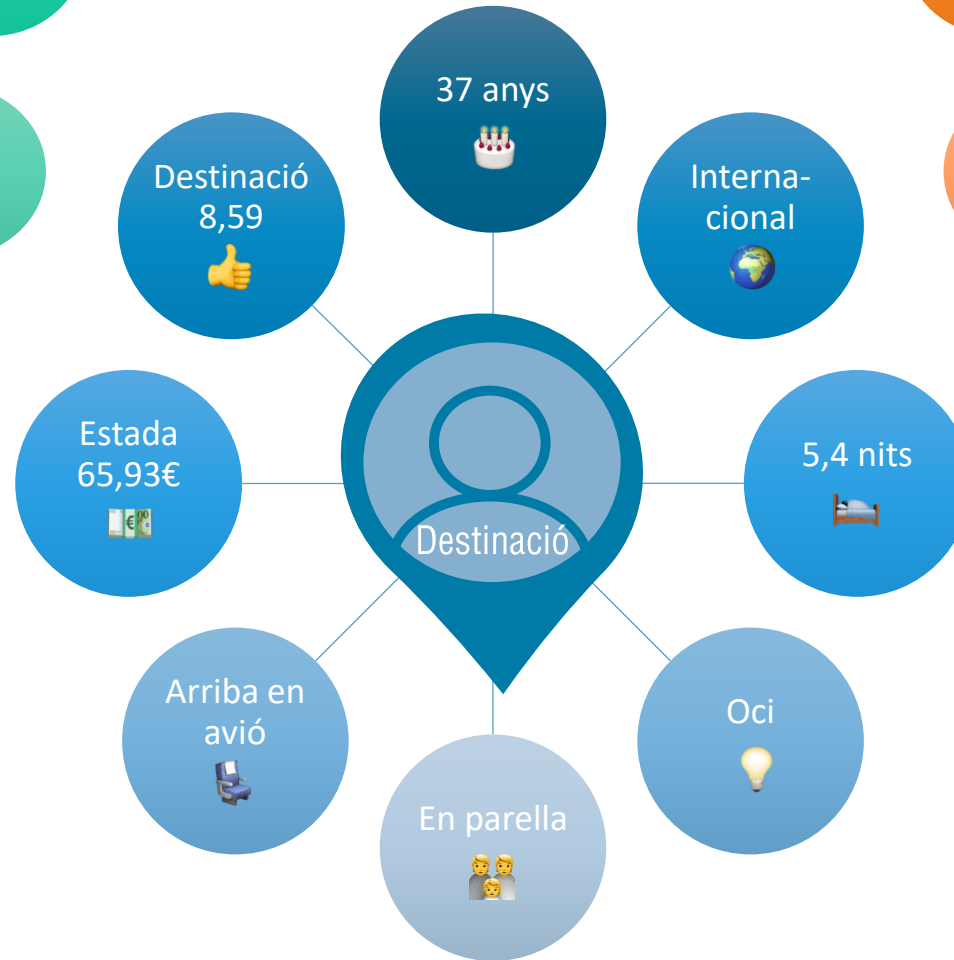 37 anys
Destinació
8,59
Interna-
cional
Estada
65,93€
5,4 nits
Destinació
Arriba en
avió
Oci
En parella